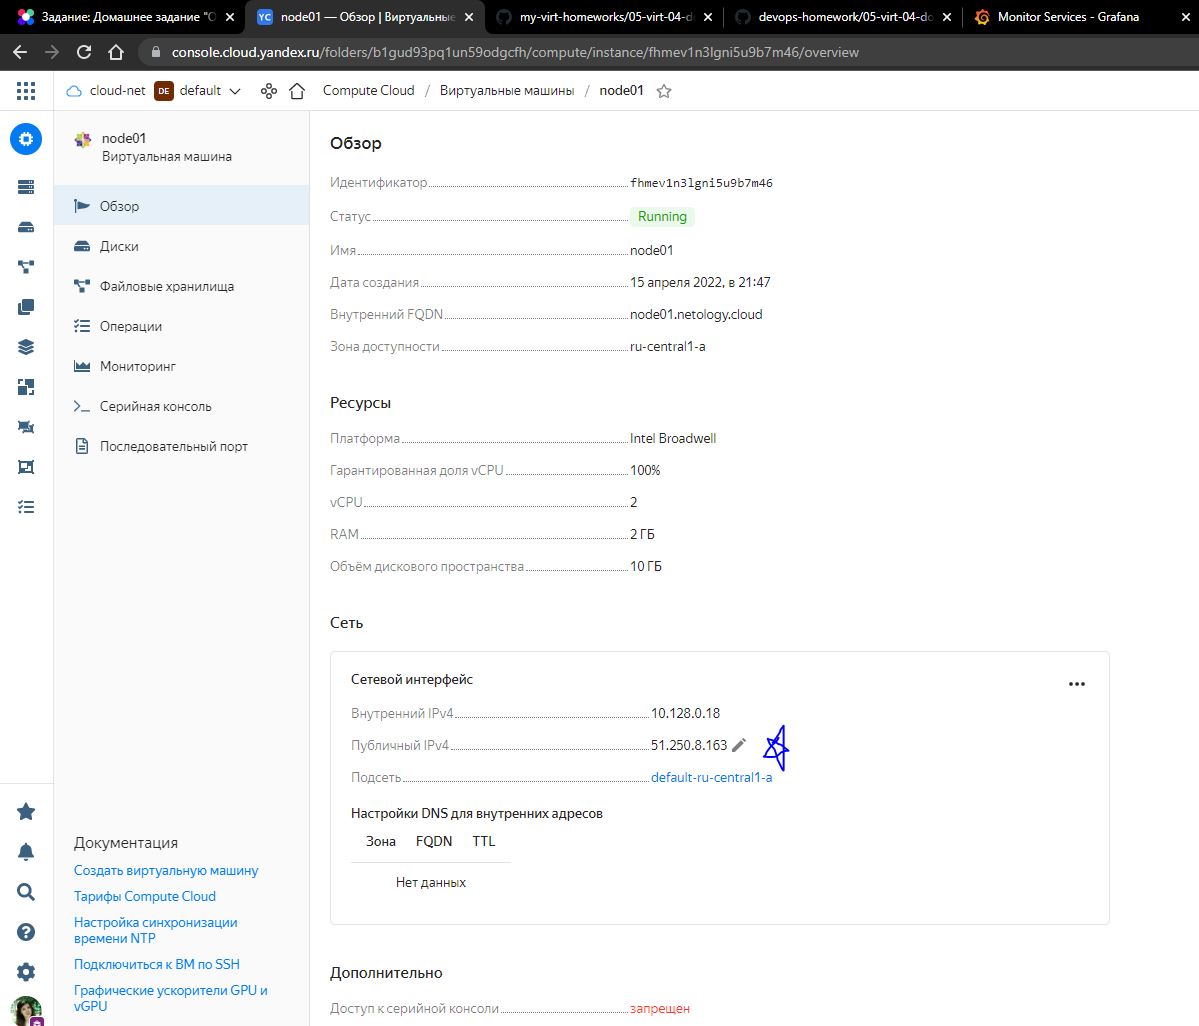 Задание: Домашнее задание "О
node01 — Обзор | Виртуальные
my-virt-homeworks/05-virt-04-d
devops-homework/05-virt-04-do
Monitor Services - Grafana
console.cloud.yandex.ru/folders/b1gud93pq1un59odgcfh/compute/instance/fhmev1n3lgni5u9b7m46/overview
cloud-net DE default Compute Cloud / Виртуальные машины / node01
node01
Виртуальная машина
Обзор
Диски
Файловые хранилища
Операции
Мониторинг
Серийная консоль
Последовательный порт
Документация
Создать виртуальную машину
Тарифы Compute Cloud
Настройка синхронизации
времени NTP
Подключиться к ВМ по SSH
Графические ускорители GPU и
vGPU
Обзор
Идентификатор fhmev1n3lgni5u9b7m46
Статус Running
Имя node01
Дата создания 15 апреля 2022, в 21:47
Внутренний FQDN node01.netology.cloud
Зона доступности ru-central1-a
Ресурсы
Платформа Intel Broadwell
Гарантированная доля vCPU 100%
vCPU 2
RAM 2 ГБ
Объём дискового пространства 10 ГБ
Сеть
Сетевой интерфейс
Внутренний IPv4 10.128.0.18
Публичный IPv4 51.250.8.163
Подсеть default-ru-central1-a
Настройки DNS для внутренних адресов
Зона FQDN TTL
Нет данных
Дополнительно
Доступ к серийной консоли запрещен